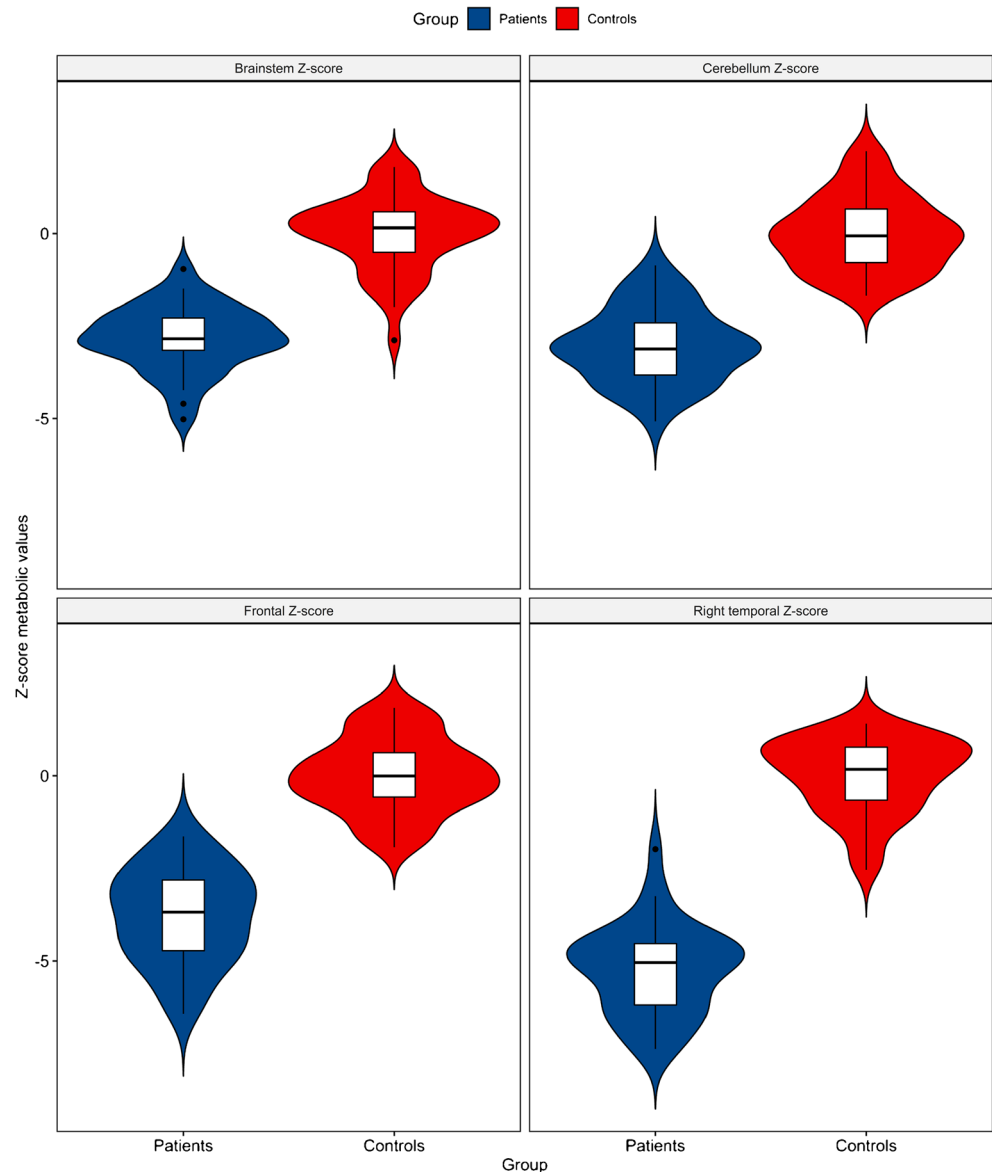 Group Patients Controls
Brainstem Z-score
Cerebellum Z-score
0
-5
Z-score metabolic values
Frontal Z-score
Right temporal Z-score
0
-5
Patients Controls
Patients Controls
Group